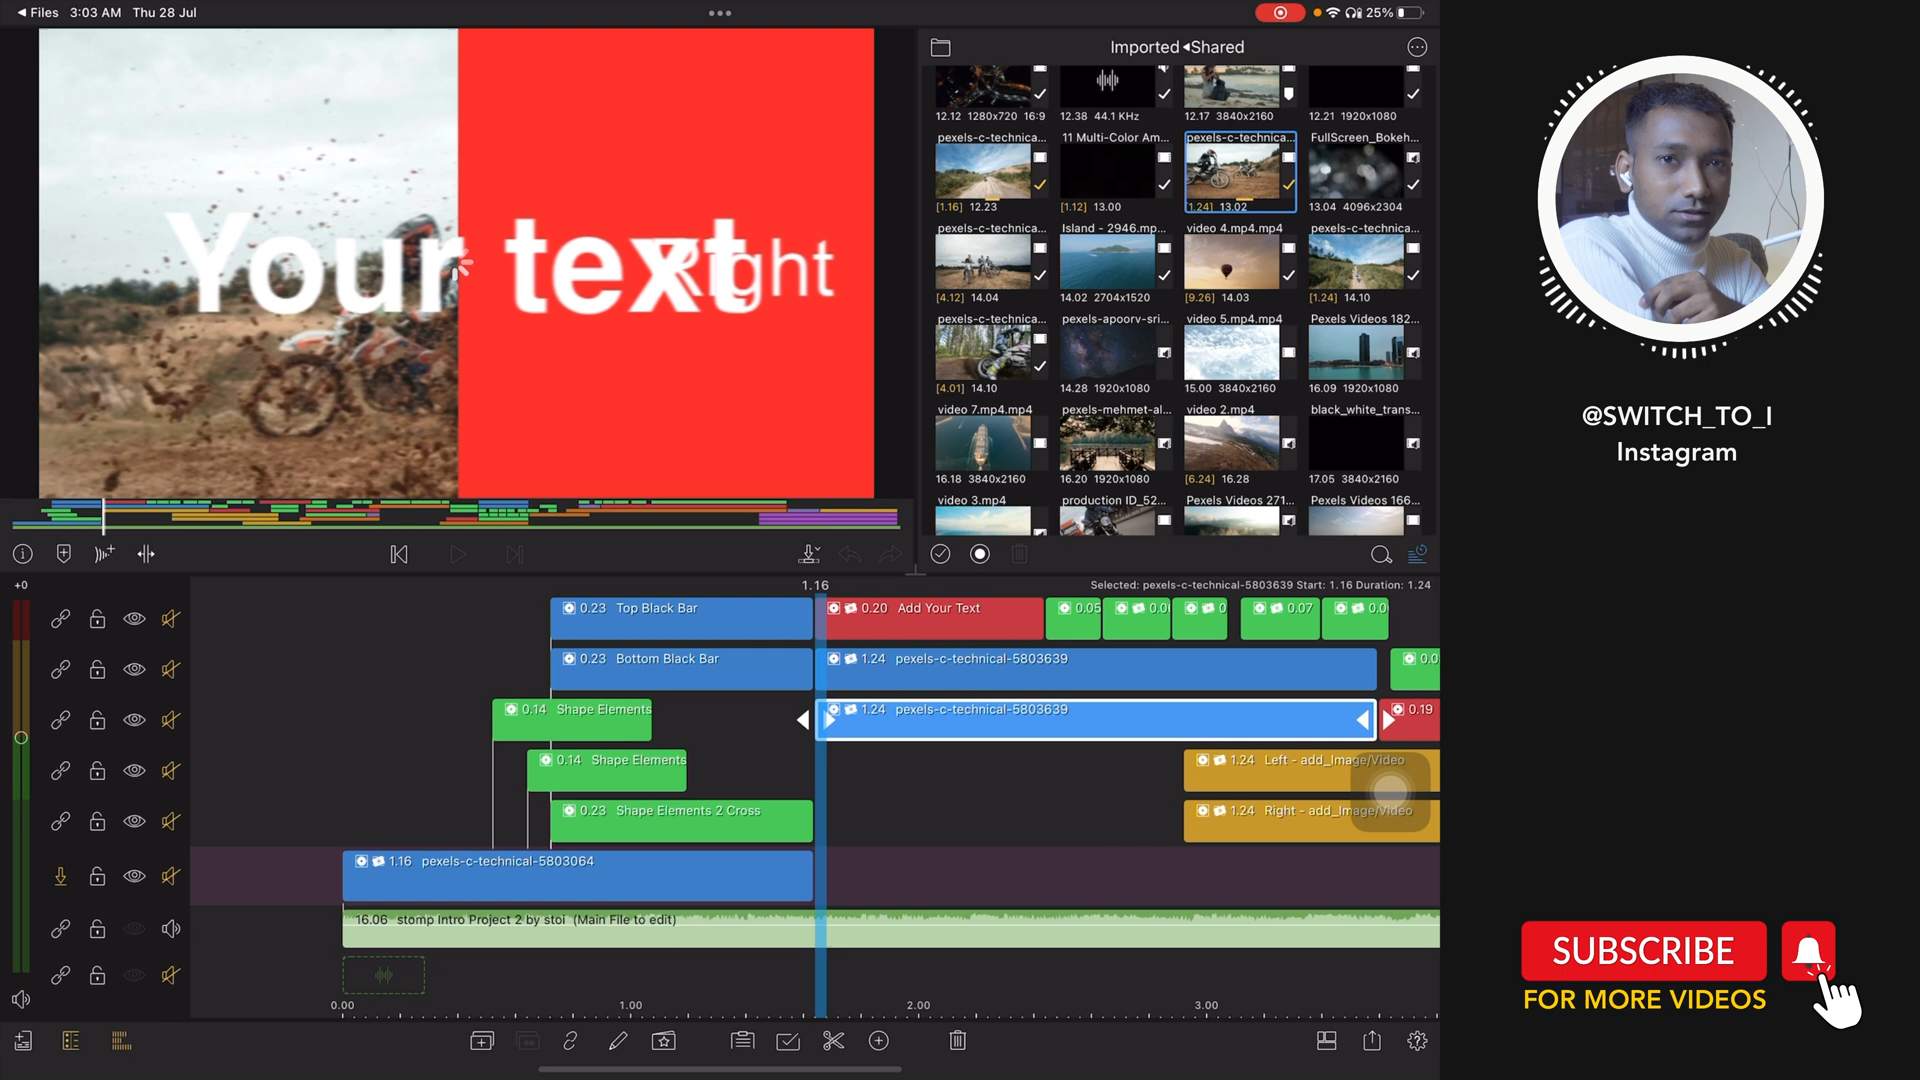 Files 3:03 AM Thu 28 Jul
25%
Your text
Right
Imported Shared
12.12 1280x720 16:9
12.38 44.1 KHz
12.17 3840x2160
12.21 1920x1080
pexels-c-technica...
11 Multi-Color Am...
pexels-c-technica...
FullScreen_Bokeh...
[1.16] 12.23
[1.12] 13.00
[1.24] 13.02
13.04 4096x2304
pexels-c-technica...
Island - 2946.mp...
video 4.mp4.mp4
pexels-c-technica...
[4.12] 14.04
14.02 2704x1520
[9.26] 14.03
[1.24] 14.10
pexels-c-technica...
pexels-apoorv-sri...
video 5.mp4.mp4
Pexels Videos 182...
[4.01] 14.10
14.28 1920x1080
15.00 3840x2160
16.09 1920x1080
video 7.mp4.mp4
pexels-mehmet-al...
video 2.mp4
black_white_trans...
16.18 3840x2160
16.20 1920x1080
[6.24] 16.28
17.05 3840x2160
video 3.mp4
production ID_52...
Pexels Videos 271...
Pexels Videos 166...
+0
1.16
Selected: pexels-c-technical-5803639 Start: 1.16 Duration: 1.24
0.23 Top Black Bar
0.20 Add Your Text
0.05
0.0
0
0.07
0.0
0.23 Bottom Black Bar
1.24 pexels-c-technical-5803639
0.0
0.14 Shape Elements
1.24 pexels-c-technical-5803639
0.19
0.14 Shape Elements
1.24 Left - add_Image/Video
0.23 Shape Elements 2 Cross
1.24 Right - add_Image/Video
1.16 pexels-c-technical-5803064
16.06 stomp Intro Project 2 by stoi (Main File to edit)
0.00
1.00
2.00
3.00
@SWITCH_TO_I
Instagram
SUBSCRIBE
FOR MORE VIDEOS